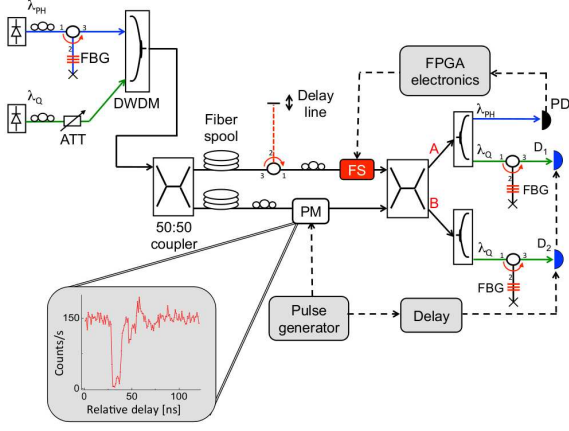 λPH
1
3
2
FBG
λQ
ATT
DWDM
Delay
line
Fiber
spool
2
3
1
FS
FPGA
electronics
PD
λPH
A
λQ
1
3
2
D1
FBG
B
50:50
coupler
PM
λQ
1
3
2
D2
FBG
Pulse
generator
Delay
Counts/s
150
0
0
50
100
Relative delay [ns]